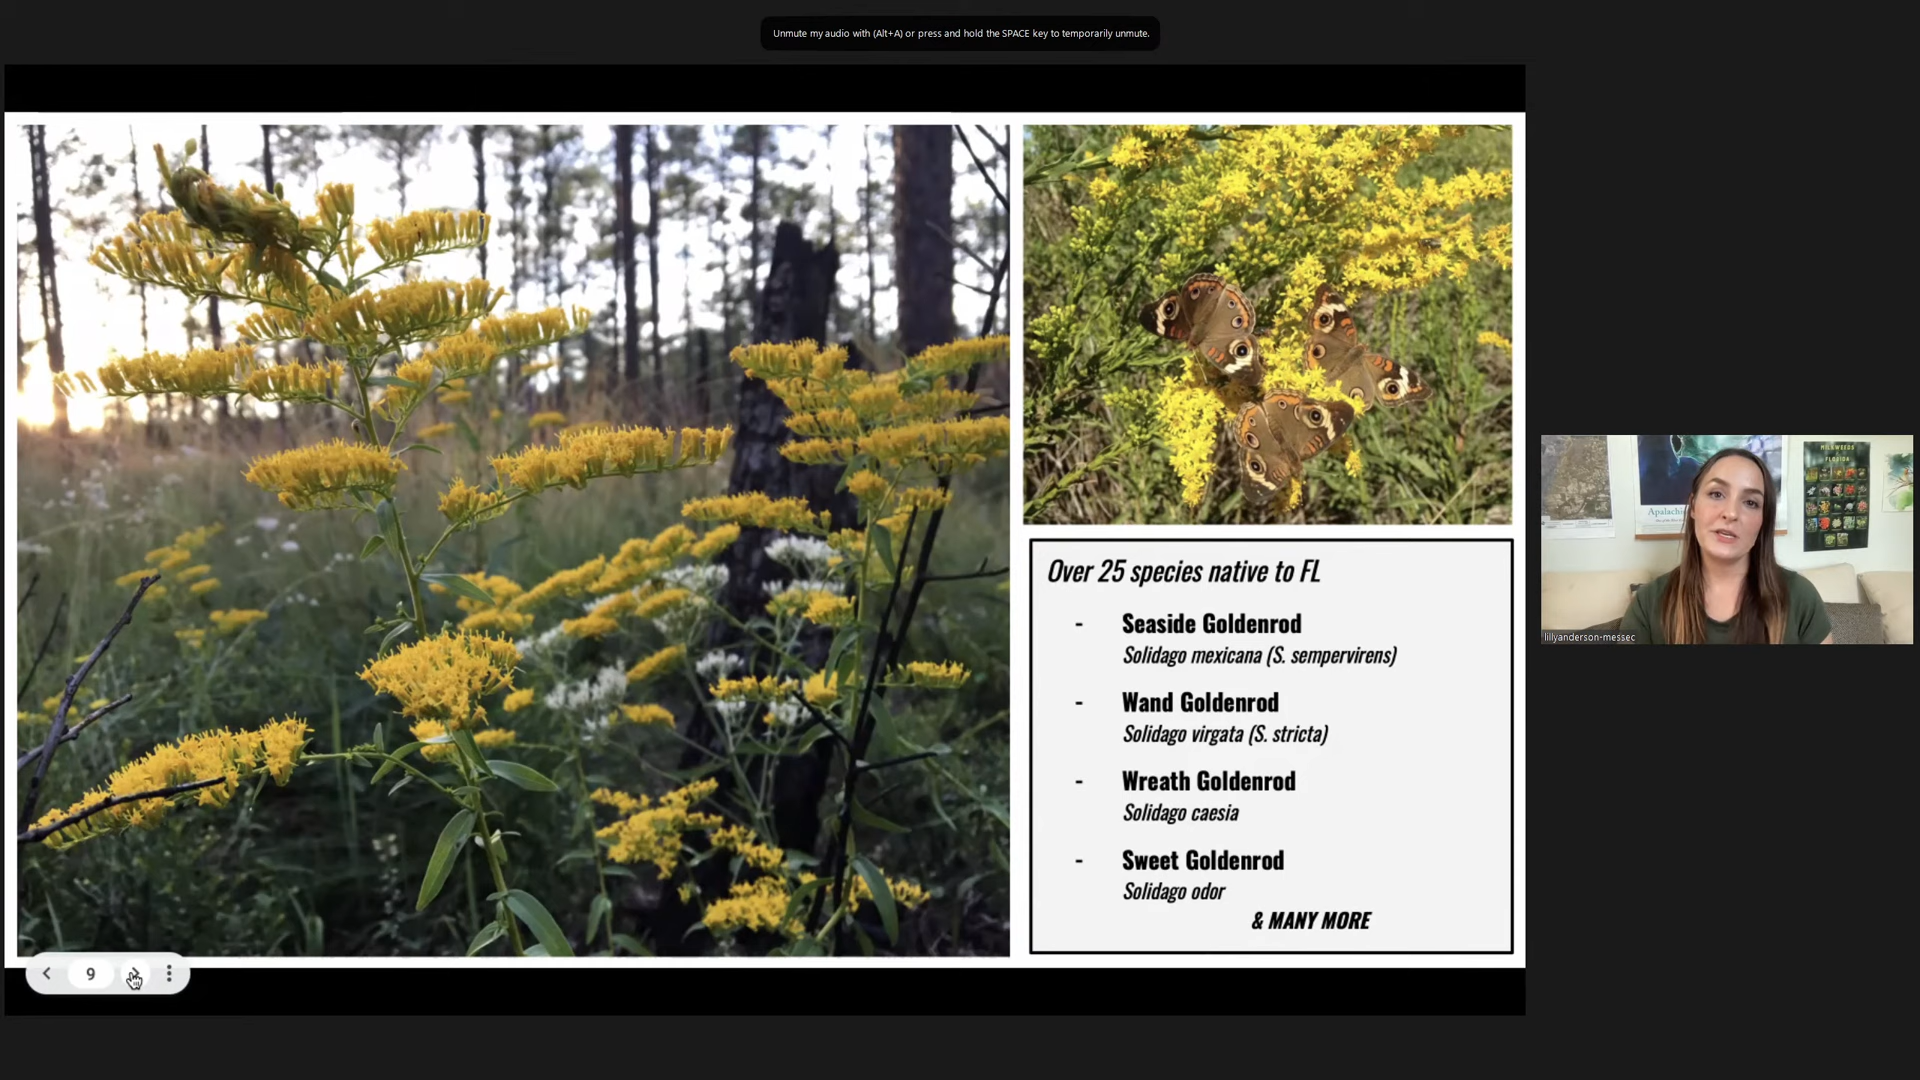 Unmute my audio with (Alt+A) or press and hold the SPACE key to temporarily unmute.
Over 25 species native to FL
- Seaside Goldenrod
Solidago mexicana (S. sempervirens)
- Wand Goldenrod
Solidago virgata (S. stricta)
- Wreath Goldenrod
Solidago caesia
- Sweet Goldenrod
Solidago odor
& MANY MORE
MILKWEEDS
FLORIDA
lillyanderson-messec
9